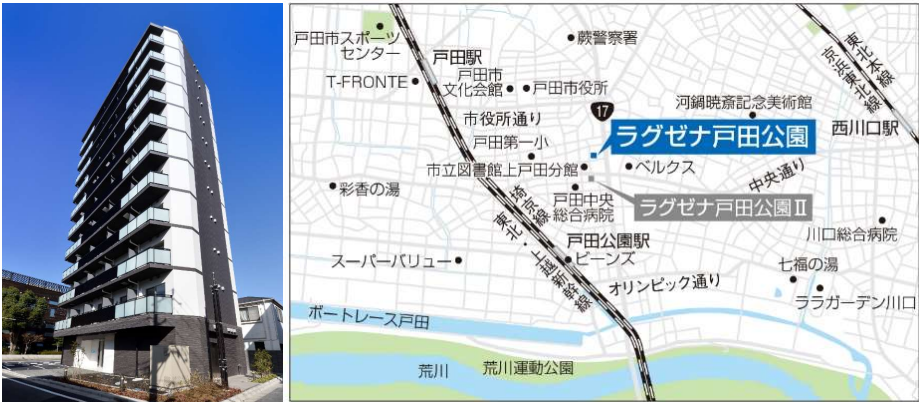 戸田市スポーツ
センター
戸田駅
蕨警察署
T-FRONTE
戸田市
文化会館
戸田市役所
京浜東北線
東北本線
17
河鍋暁斎記念美術館
西川口駅
市役所通り
戸田第一小
ラグゼナ戸田公園
市立図書館上戸田分館
ベルクス
中央通り
彩香の湯
埼京線
東北・上越新幹線
戸田中央
総合病院
ラグゼナ戸田公園Ⅱ
川口総合病院
戸田公園駅
ビーンズ
スーパーバリュー
オリンピック通り
七福の湯
ララガーデン川口
ボートレース戸田
荒川
荒川運動公園